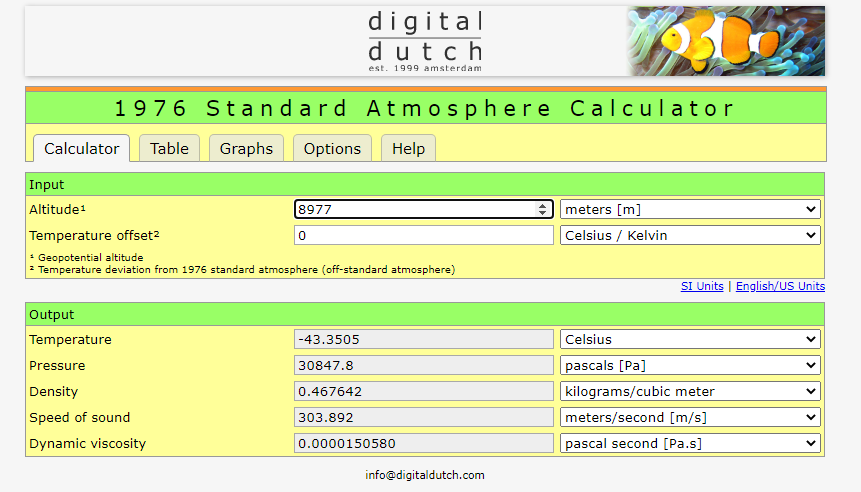 digital
dutch
est. 1999 amsterdam
1976 Standard Atmosphere Calculator
Calculator Table Graphs Options Help
Input
Altitude¹ 8977 meters [m]
Temperature offset² 0 Celsius / Kelvin
¹ Geopotential altitude
² Temperature deviation from 1976 standard atmosphere (off-standard atmosphere)
SI Units | English/US Units
Output
Temperature -43.3505 Celsius
Pressure 30847.8 pascals [Pa]
Density 0.467642 kilograms/cubic meter
Speed of sound 303.892 meters/second [m/s]
Dynamic viscosity 0.0000150580 pascal second [Pa.s]
info@digitaldutch.com